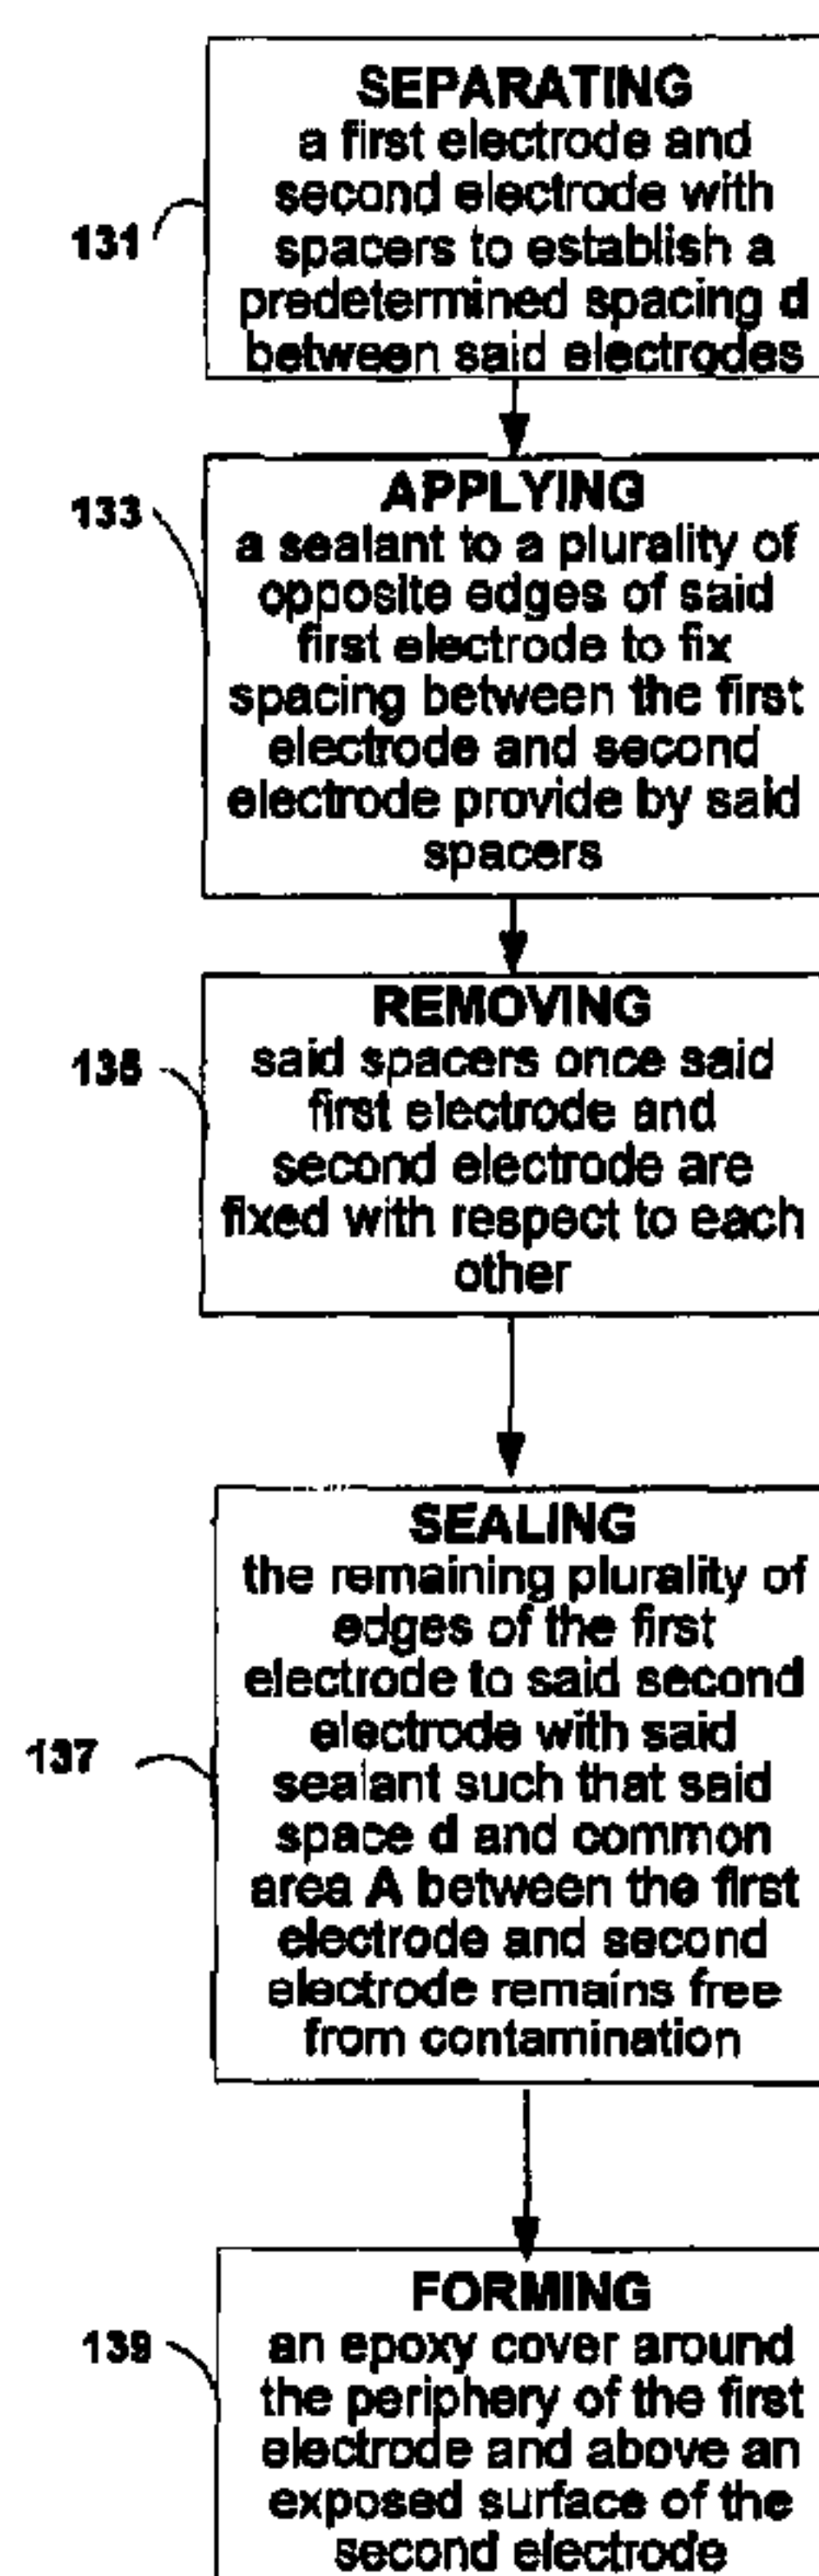 SEPARATING
a first electrode and
second electrode with
spacers to establish a
predetermined spacing d
between said electrodes
131
APPLYING
a sealant to a plurality of
opposite edges of said
first electrode to fix
spacing between the first
electrode and second
electrode provide by said
spacers
133
REMOVING
said spacers once said
first electrode and
second electrode are
fixed with respect to each
other
135
SEALING
the remaining plurality of
edges of the first
electrode to said second
electrode with said
sealant such that said
space d and common
area A between the first
electrode and second
electrode remains free
from contamination
137
FORMING
an epoxy cover around
the periphery of the first
electrode and above an
exposed surface of the
second electrode
139